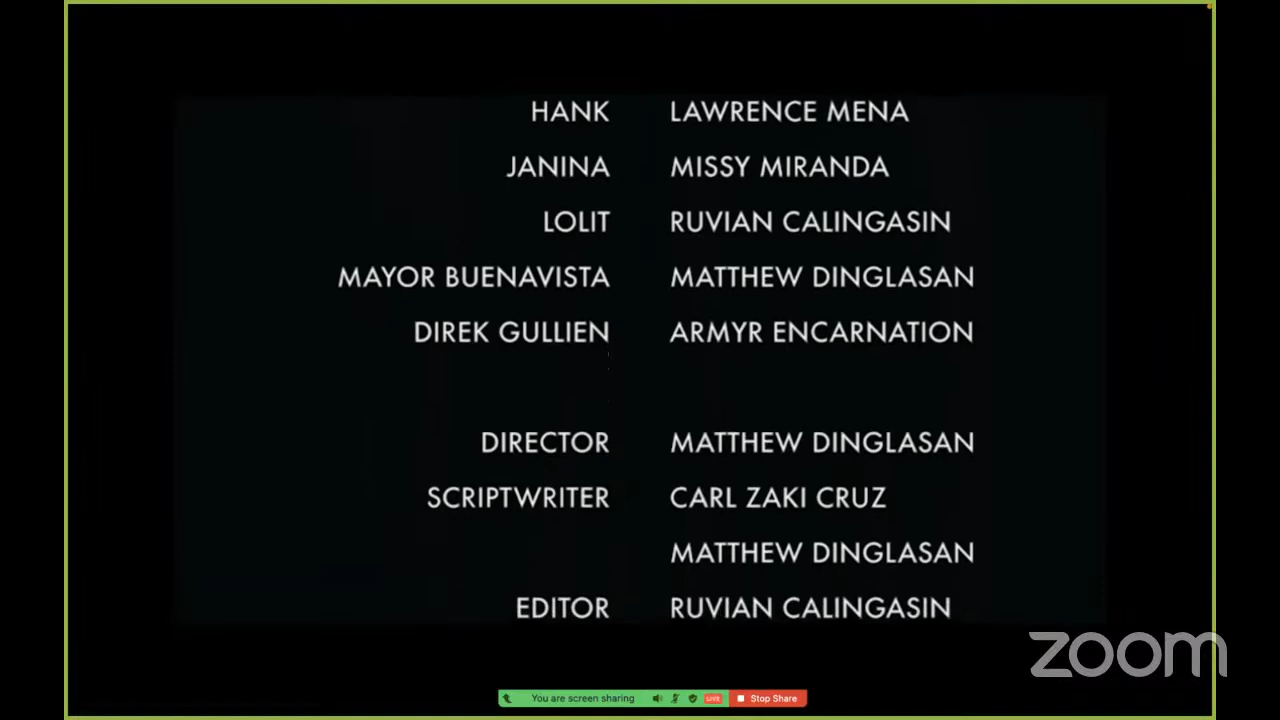 HANK LAWRENCE MENA
JANINA MISSY MIRANDA
LOLIT RUVIAN CALINGASIN
MAYOR BUENAVISTA MATTHEW DINGLASAN
DIREK GULLIEN ARMYR ENCARNATION
DIRECTOR MATTHEW DINGLASAN
SCRIPTWRITER CARL ZAKI CRUZ
MATTHEW DINGLASAN
EDITOR RUVIAN CALINGASIN
zoom
You are screen sharing LIVE Stop Share